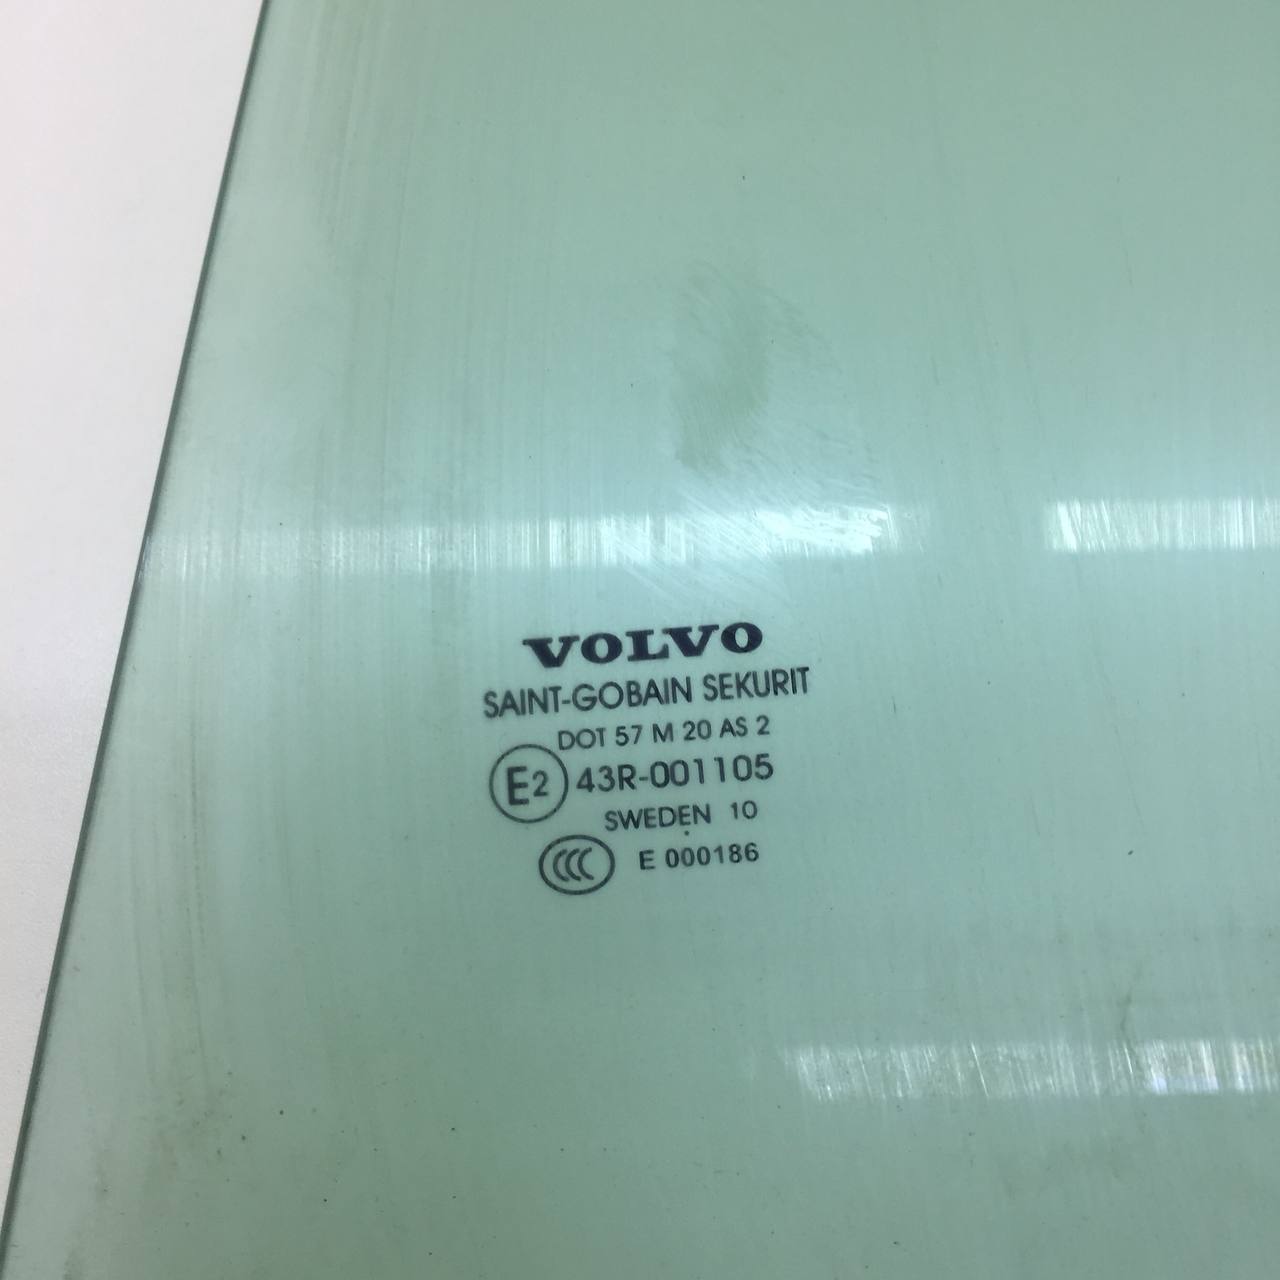 VOLVO
SAINT-GOBAIN SEKURIT
DOT 57 M 20 AS 2
E2 43R-001105
SWEDEN 10
CCC E 000186